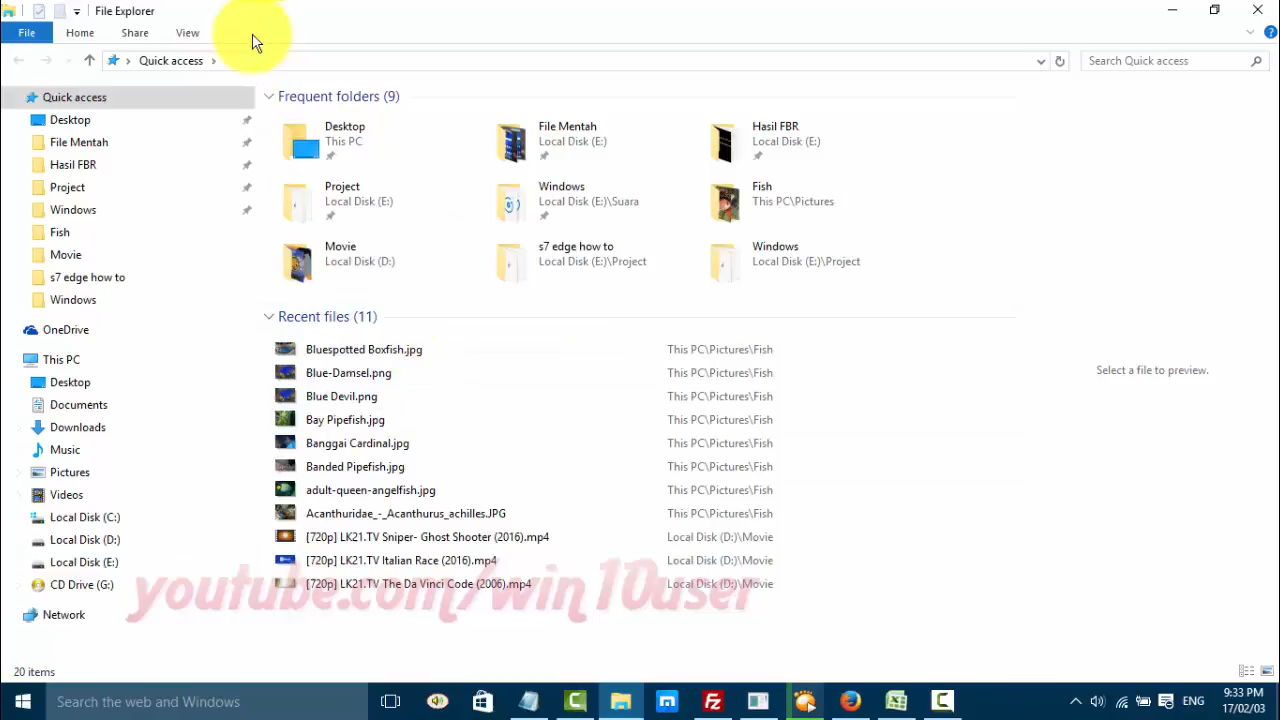 File Explorer
File Home Share View
Quick access
Search Quick access
Quick access
Desktop
File Mentah
Hasil FBR
Project
Windows
Fish
Movie
s7 edge how to
Windows
OneDrive
This PC
Desktop
Documents
Downloads
Music
Pictures
Videos
Local Disk (C:)
Local Disk (D:)
Local Disk (E:)
CD Drive (G:)
Network
Frequent folders (9)
Desktop
This PC
File Mentah
Local Disk (E:)
Hasil FBR
Local Disk (E:)
Project
Local Disk (E:)
Windows
Local Disk (E:)\Suara
Fish
This PC\Pictures
Movie
Local Disk (D:)
s7 edge how to
Local Disk (E:)\Project
Windows
Local Disk (E:)\Project
Recent files (11)
Bluespotted Boxfish.jpg This PC\Pictures\Fish
Blue-Damsel.png This PC\Pictures\Fish
Blue Devil.png This PC\Pictures\Fish
Bay Pipefish.jpg This PC\Pictures\Fish
Banggai Cardinal.jpg This PC\Pictures\Fish
Banded Pipefish.jpg This PC\Pictures\Fish
adult-queen-angelfish.jpg This PC\Pictures\Fish
Acanthuridae_-_Acanthurus_achilles.JPG This PC\Pictures\Fish
[720p] LK21.TV Sniper- Ghost Shooter (2016).mp4 Local Disk (D:)\Movie
[720p] LK21.TV Italian Race (2016).mp4 Local Disk (D:)\Movie
[720p] LK21.TV The Da Vinci Code (2006).mp4 Local Disk (D:)\Movie
Select a file to preview.
youtube.com/win10user
20 items
Search the web and Windows
ENG
9:33 PM
17/02/03